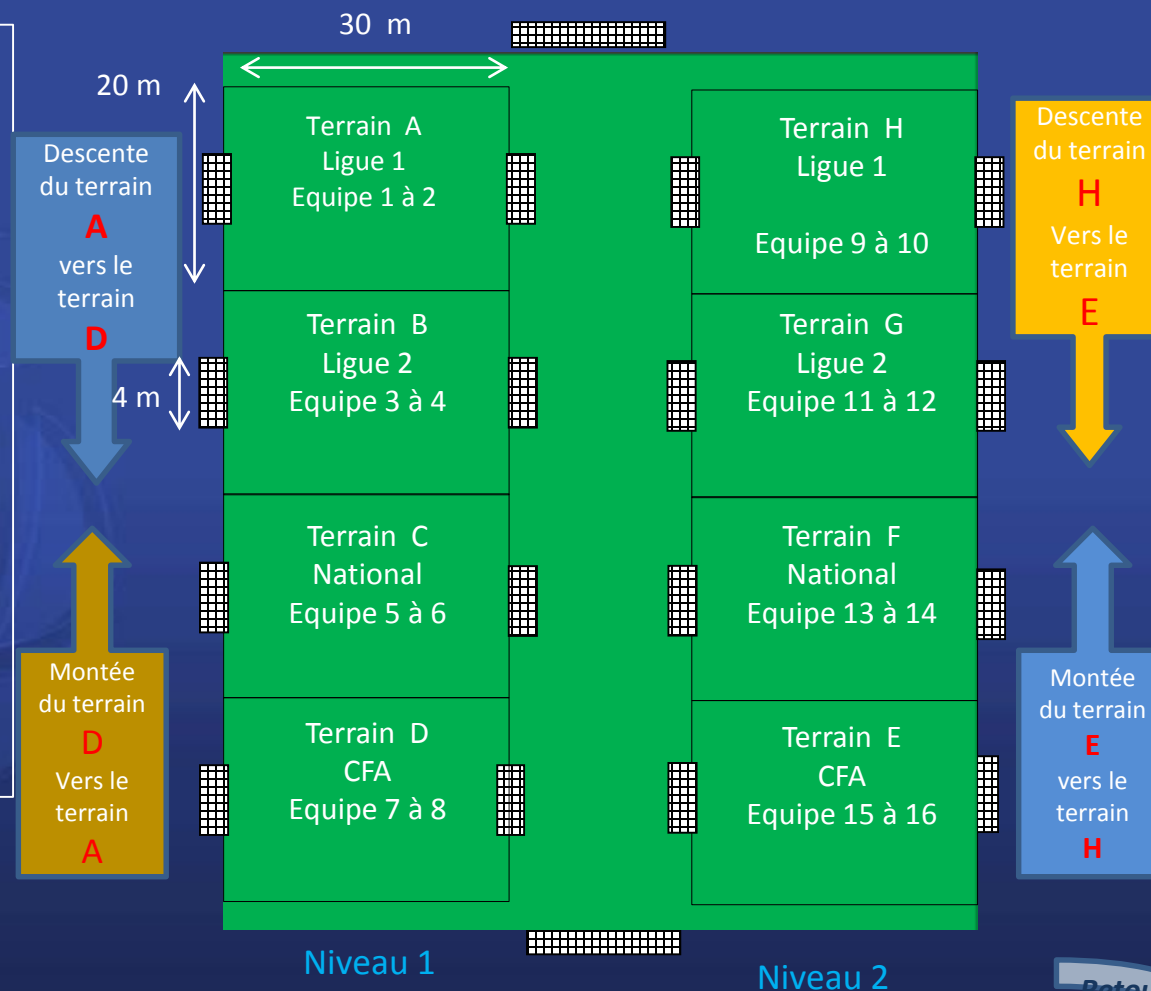 30 m
20 m
Descente
du terrain
A
vers le
terrain
D
4 m
Montée
du terrain
D
Vers le
terrain
A
Terrain A
Ligue 1
Equipe 1 à 2
Terrain B
Ligue 2
Equipe 3 à 4
Terrain C
National
Equipe 5 à 6
Terrain D
CFA
Equipe 7 à 8
Niveau 1
Terrain H
Ligue 1
Equipe 9 à 10
Terrain G
Ligue 2
Equipe 11 à 12
Terrain F
National
Equipe 13 à 14
Terrain E
CFA
Equipe 15 à 16
Niveau 2
Descente
du terrain
H
Vers le
terrain
E
Montée
du terrain
E
vers le
terrain
H